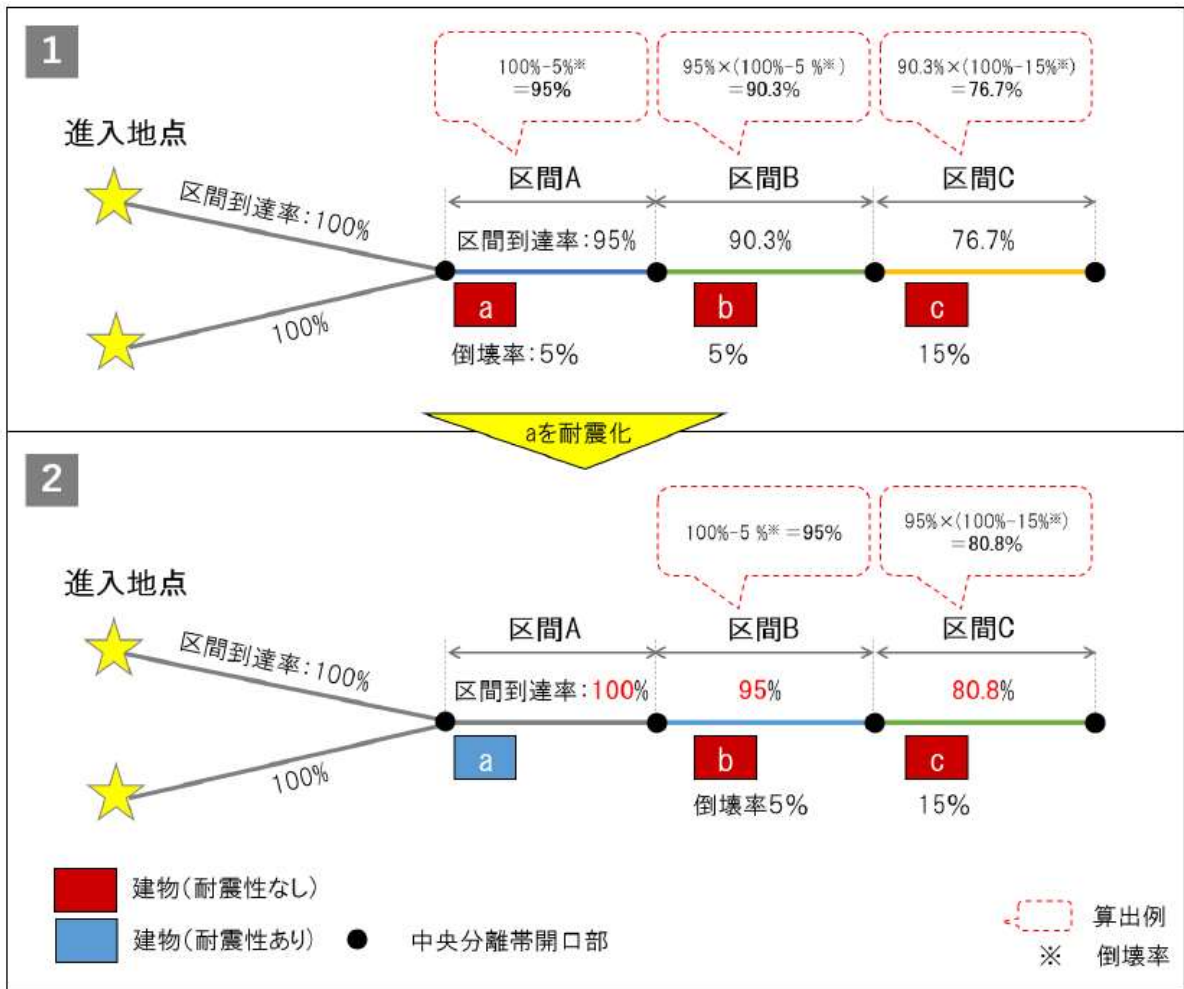 1
100%-5%※
=95%
95%×(100%-5 %※)
=90.3%
90.3%×(100%-15%※)
=76.7%
進入地点
区間A
区間B
区間C
区間到達率:100%
100%
区間到達率:95%
90.3%
76.7%
a
b
c
倒壊率:5%
5%
15%
aを耐震化
2
100%-5 %※ =95%
95%×(100%-15%※)
=80.8%
進入地点
区間A
区間B
区間C
区間到達率:100%
100%
区間到達率:100%
95%
80.8%
a
b
c
倒壊率5%
15%
建物(耐震性なし)
建物(耐震性あり)
中央分離帯開口部
算出例
※ 倒壊率